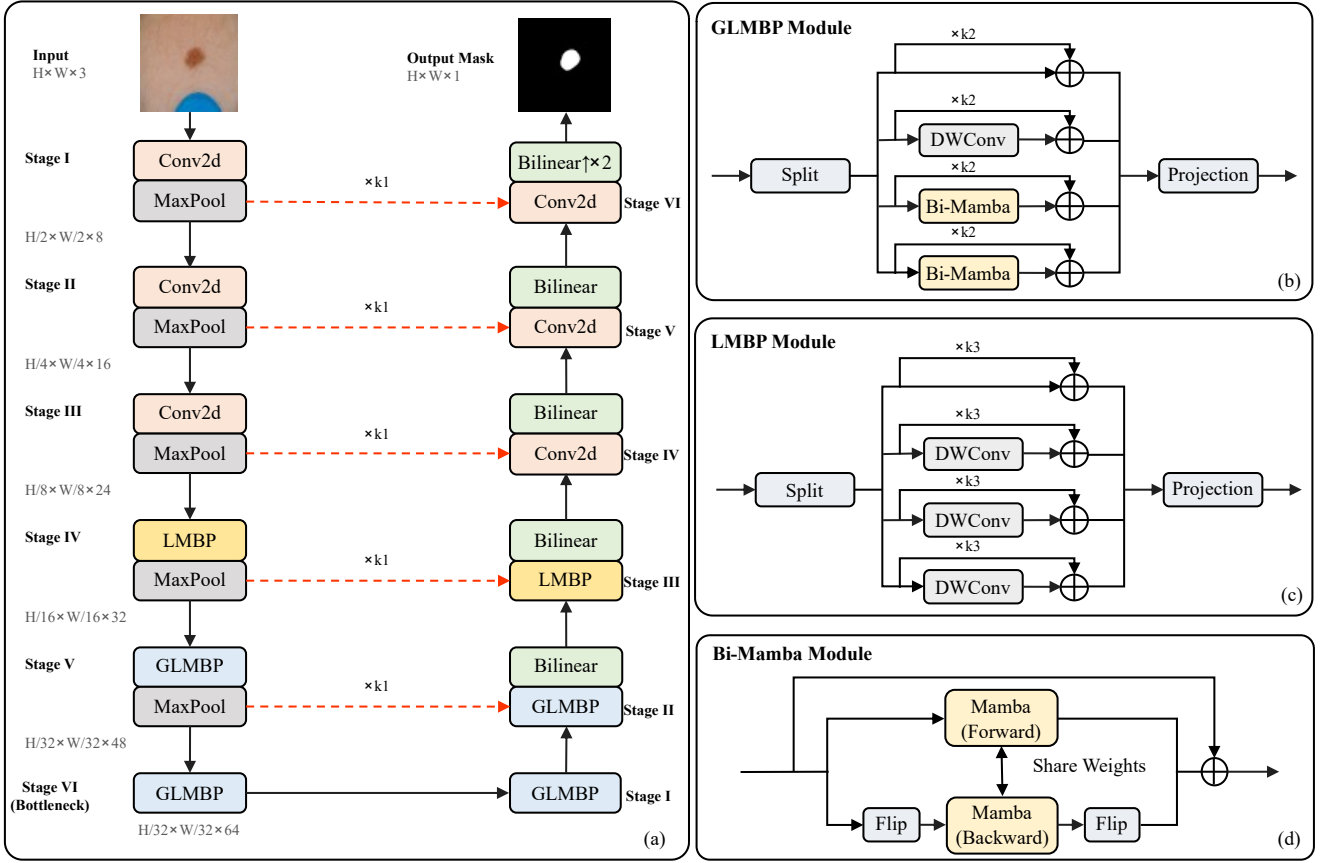 Input
H×W×3
Output Mask
H×W×1
Stage I
Conv2d
MaxPool
×k1
Bilinear↑×2
Conv2d
Stage VI
H/2×W/2×8
Stage II
Conv2d
MaxPool
×k1
Bilinear
Conv2d
Stage V
H/4×W/4×16
Stage III
Conv2d
MaxPool
×k1
Bilinear
Conv2d
Stage IV
H/8×W/8×24
Stage IV
LMBP
MaxPool
×k1
Bilinear
LMBP
Stage III
H/16×W/16×32
Stage V
GLMBP
MaxPool
×k1
Bilinear
GLMBP
Stage II
H/32×W/32×48
Stage VI
(Bottleneck)
GLMBP
GLMBP
Stage I
H/32×W/32×64
(a)
GLMBP Module
×k2
×k2
DWConv
Split
×k2
Bi-Mamba
Projection
×k2
Bi-Mamba
(b)
LMBP Module
×k3
×k3
DWConv
Split
×k3
DWConv
Projection
×k3
DWConv
(c)
Bi-Mamba Module
Mamba
(Forward)
Share Weights
Flip
Mamba
(Backward)
Flip
(d)